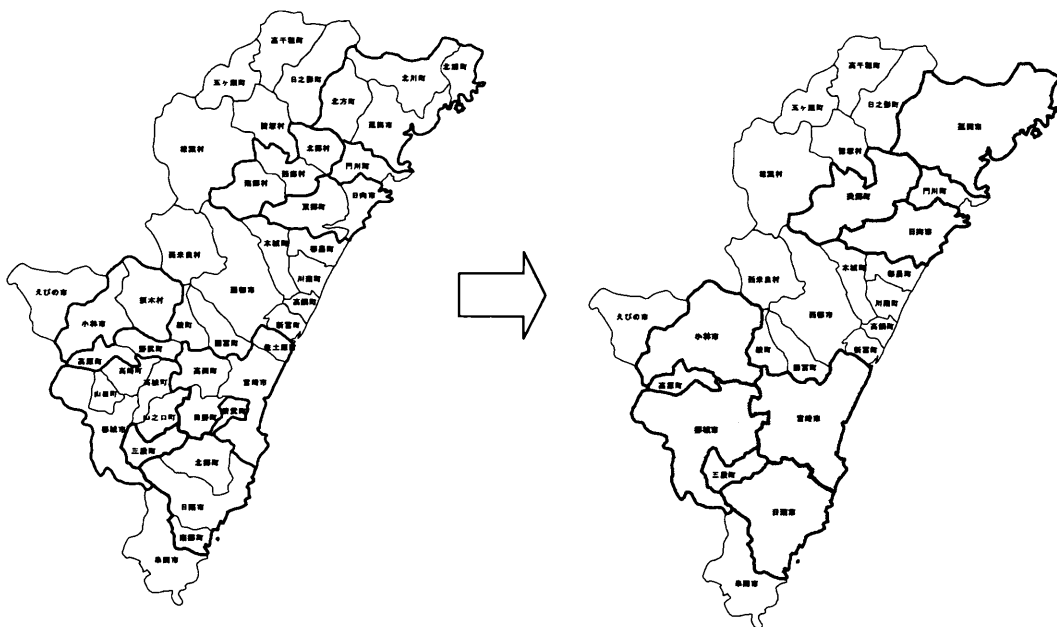 高千穂町
五ヶ瀬町
日之影町
北川町
北浦町
北方町
延岡市
諸塚村
椎葉村
北郷村
西郷村
南郷村
門川町
日向市
東郷町
西米良村
木城町
都農町
川南町
高鍋町
西都市
新富町
佐土原町
えびの市
須木村
小林市
綾町
国富町
野尻町
高原町
高崎町
高城町
高岡町
宮崎市
山田町
山之口町
田野町
清武町
都城市
三股町
北郷町
日南市
南郷町
串間市
高千穂町
五ヶ瀬町
日之影町
延岡市
諸塚村
椎葉村
美郷町
門川町
日向市
西米良村
木城町
都農町
川南町
高鍋町
西都市
新富町
えびの市
小林市
綾町
国富町
高原町
宮崎市
都城市
三股町
日南市
串間市